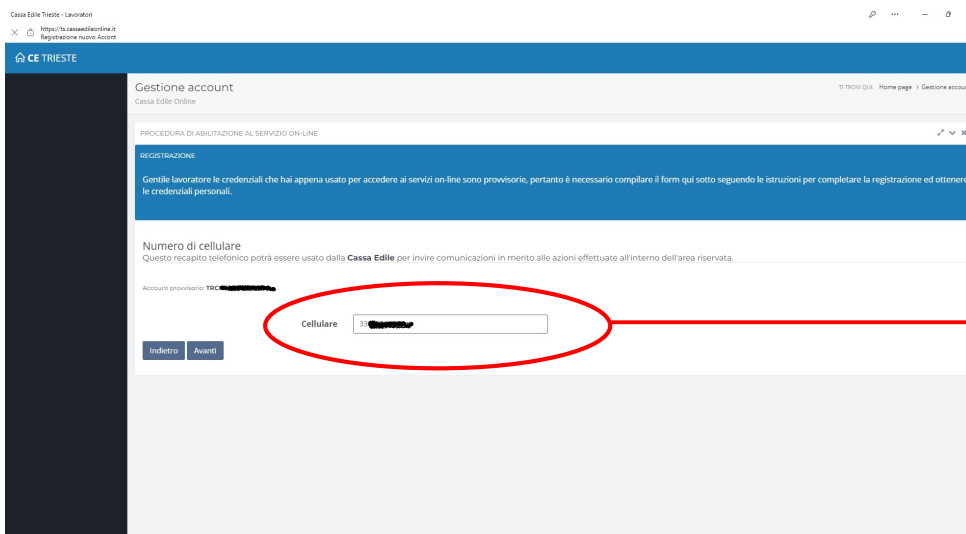 Cassa Edile Trieste - Lavoratori
https://ts.cassaedileonline.it
Registrazione nuovo Accont
CE TRIESTE
Gestione account
Cassa Edile Online
TI TROVI QUI: Home page > Gestione accou
PROCEDURA DI ABILITAZIONE AL SERVIZIO ON-LINE
REGISTRAZIONE
Gentile lavoratore le credenziali che hai appena usato per accedere ai servizi on-line sono provvisorie, pertanto è necessario compilare il form qui sotto seguendo le istruzioni per completare la registrazione ed ottenere
le credenziali personali.
Numero di cellulare
Questo recapito telefonico potrà essere usato dalla Cassa Edile per invire comunicazioni in merito alle azioni effettuate all'interno dell'area riservata.
Account provvisorio: TRC
Cellulare 33
Indietro Avanti